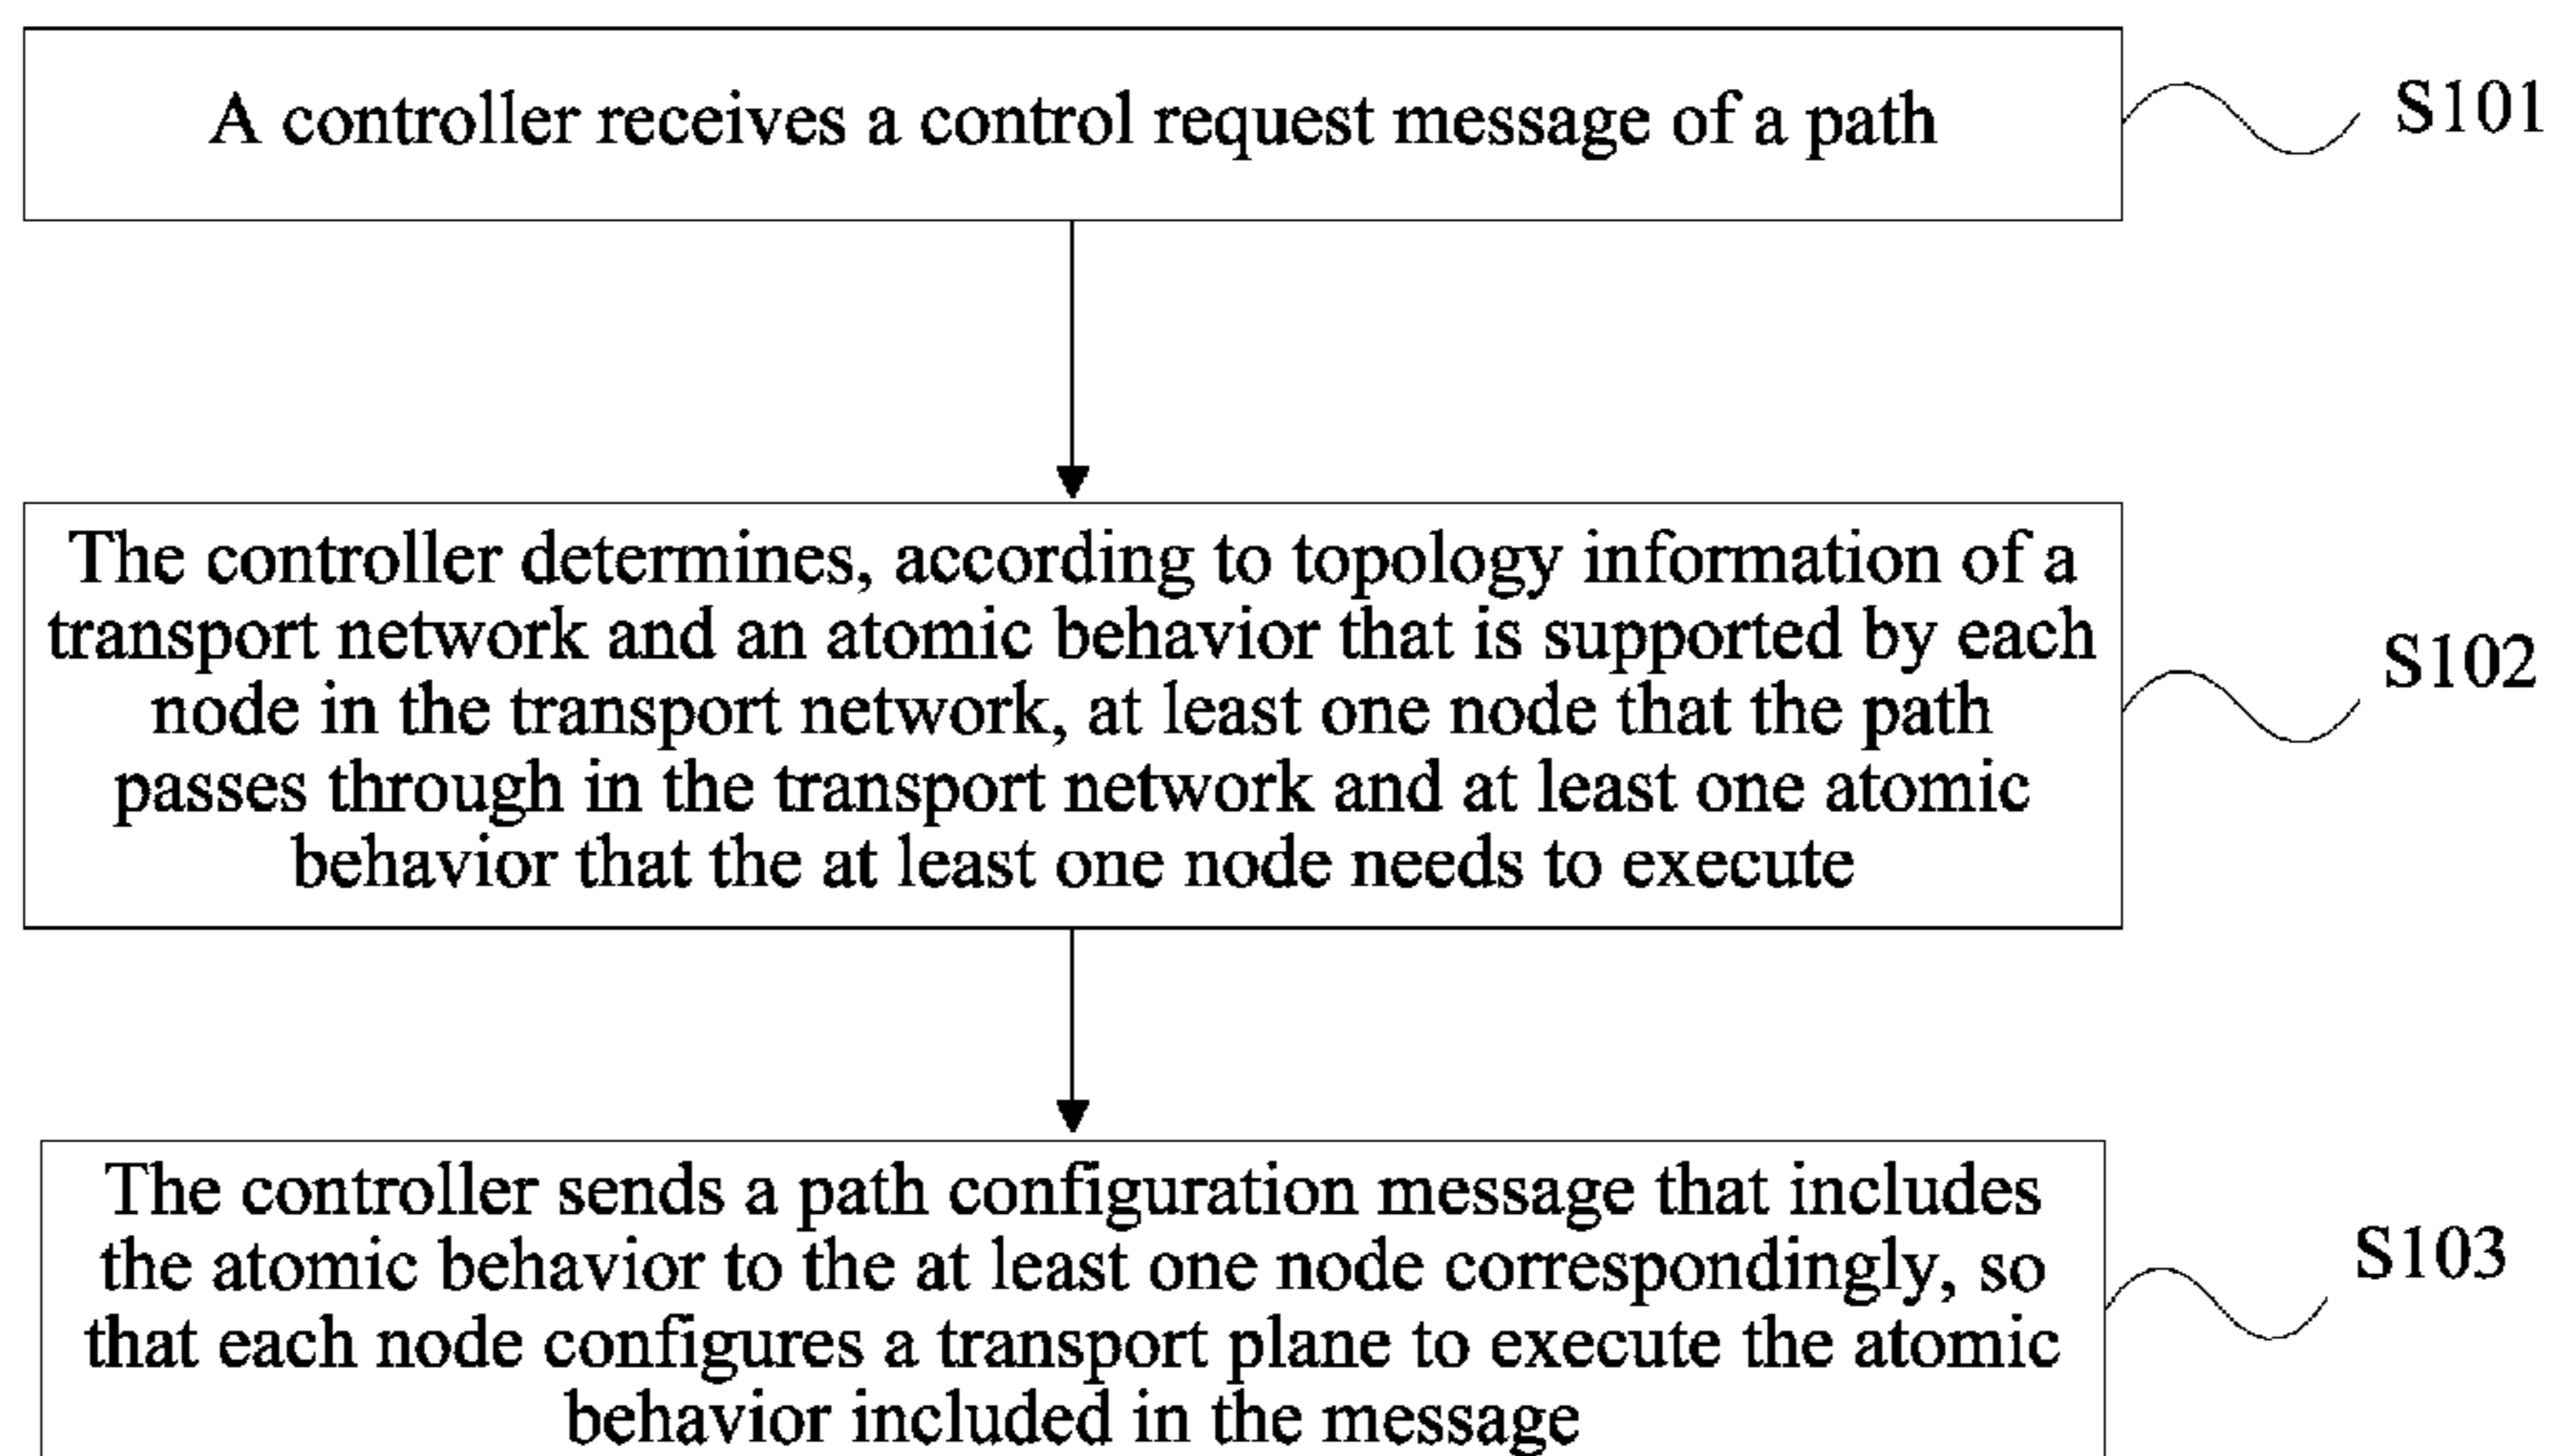 A controller receives a control request message of a path
S101
The controller determines, according to topology information of a
transport network and an atomic behavior that is supported by each
node in the transport network, at least one node that the path
passes through in the transport network and at least one atomic
behavior that the at least one node needs to execute
S102
The controller sends a path configuration message that includes
the atomic behavior to the at least one node correspondingly, so
that each node configures a transport plane to execute the atomic
behavior included in the message
S103